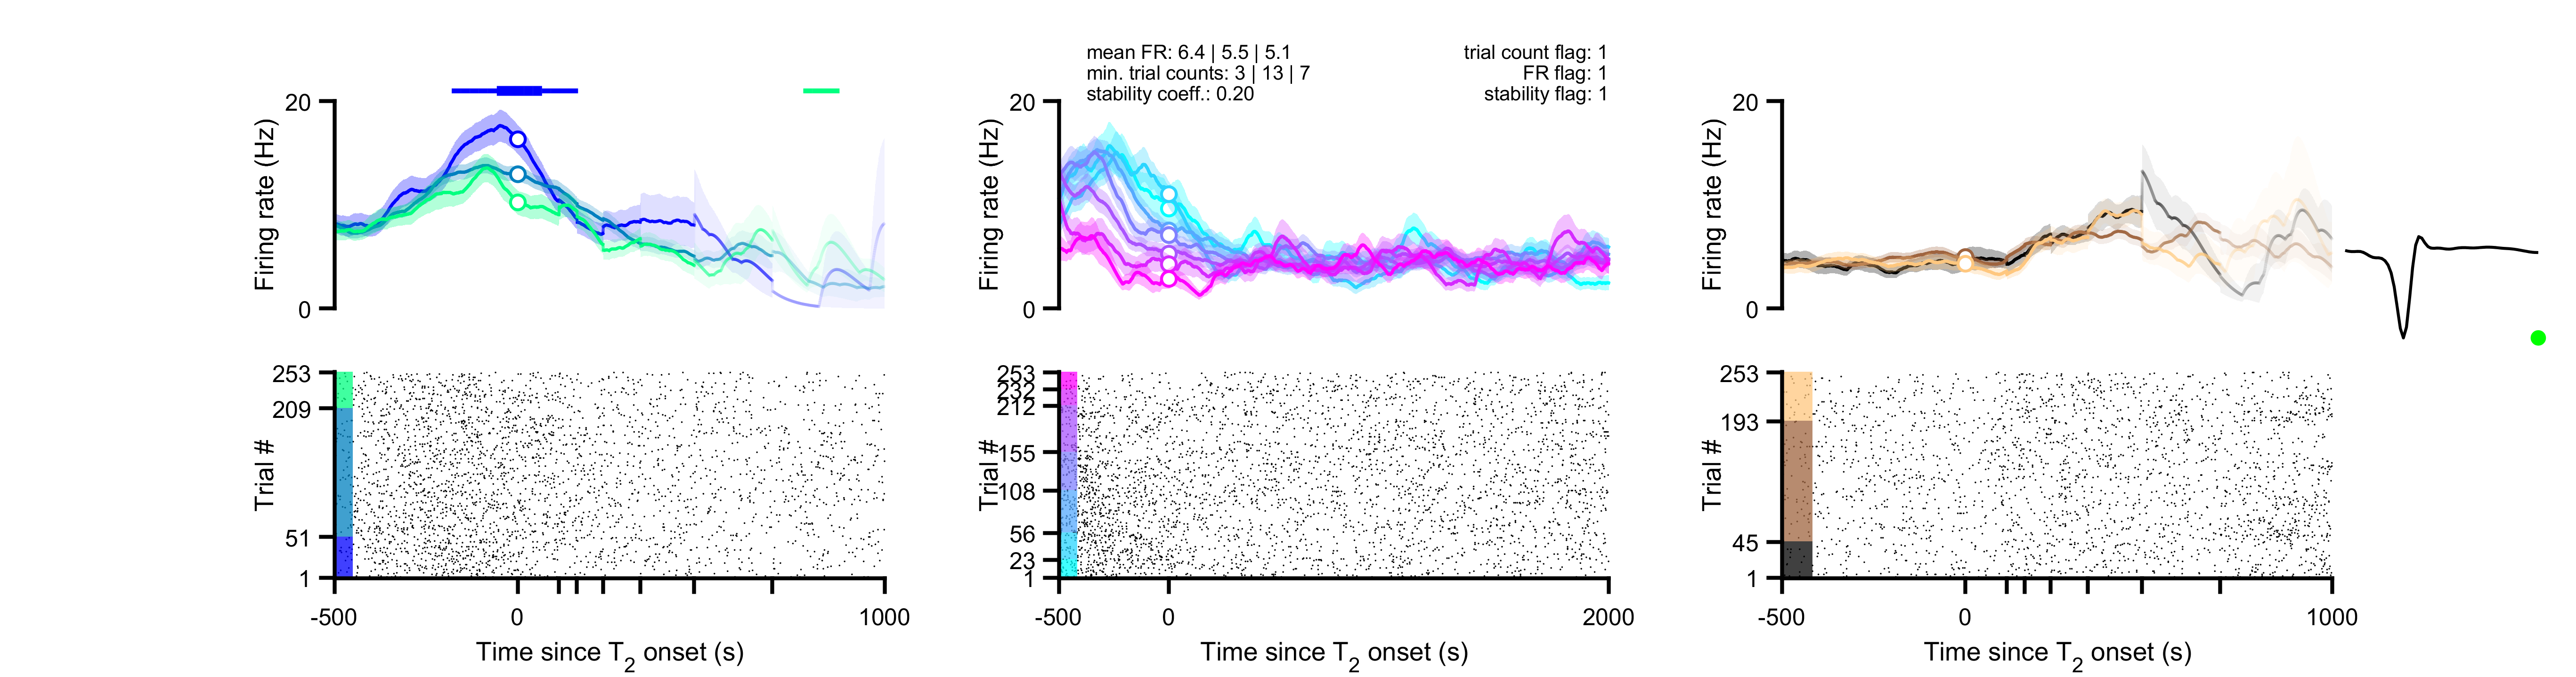 mean FR: 6.4 | 5.5 | 5.1
min. trial counts: 3 | 13 | 7
stability coeff.: 0.20
trial count flag: 1
FR flag: 1
stability flag: 1
20
Firing rate (Hz)
0
253
209
Trial #
51
1
-500
0
1000
Time since T2 onset (s)
20
Firing rate (Hz)
0
253
232
212
155
Trial #
108
56
23
1
-500
0
2000
Time since T2 onset (s)
20
Firing rate (Hz)
0
253
193
Trial #
45
1
-500
0
1000
Time since T2 onset (s)